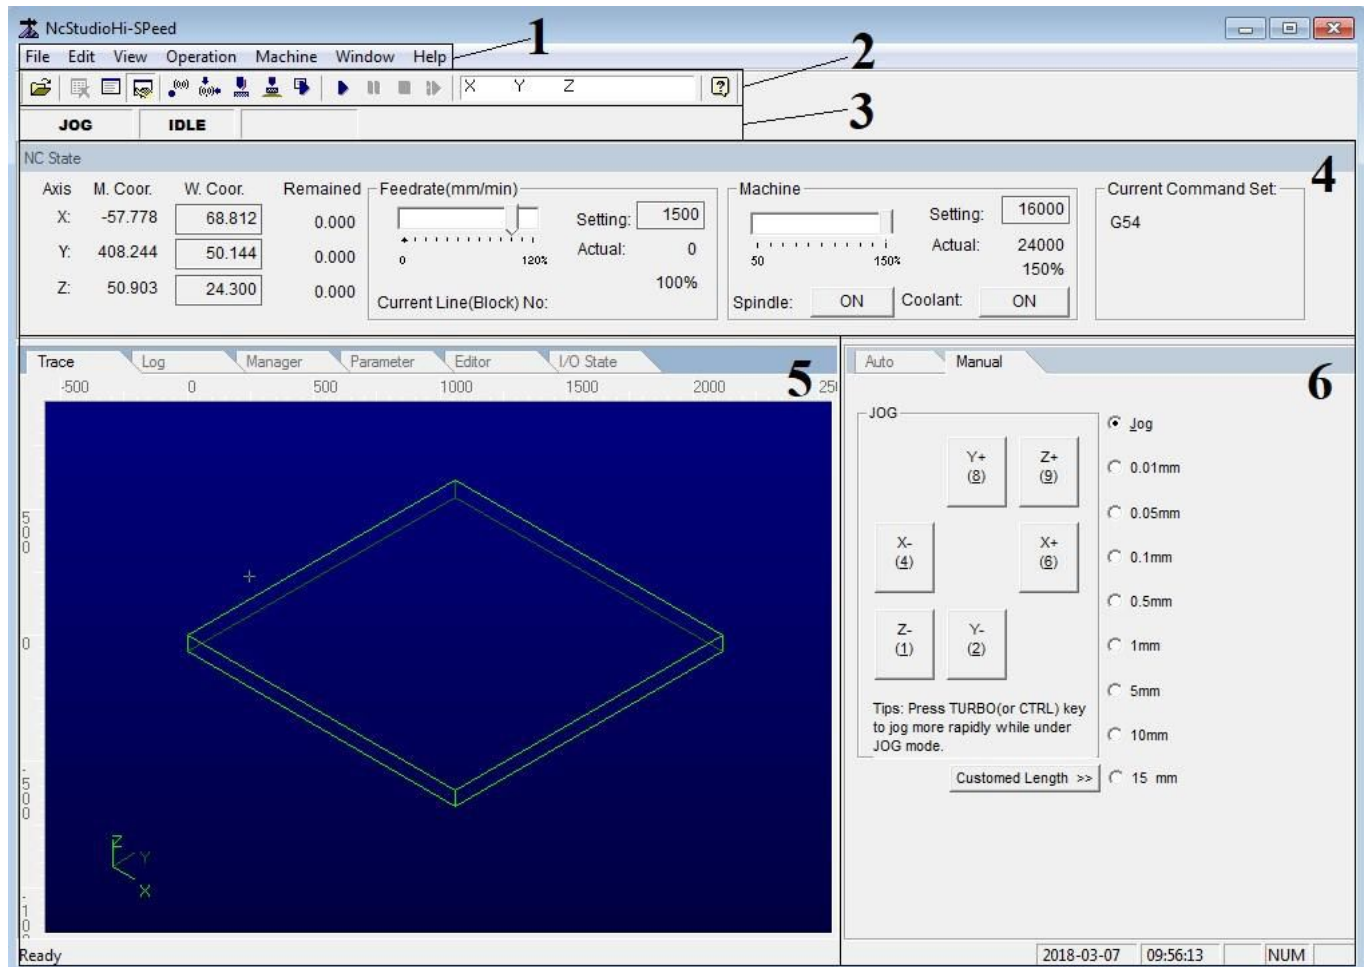 NcStudioHi-SPeed
File Edit View Operation Machine Window Help
1
X Y Z
2
JOG IDLE
3
NC State
4
Axis M. Coor. W. Coor. Remained
X: -57.778 68.812 0.000
Y: 408.244 50.144 0.000
Z: 50.903 24.300 0.000
Feedrate(mm/min)
Setting: 1500
0 120%
Actual: 0
100%
Current Line(Block) No:
Machine
Setting: 16000
50 150%
Actual: 24000
150%
Spindle: ON Coolant: ON
Current Command Set:
G54
Trace Log Manager Parameter Editor I/O State
5
-500 0 500 1000 1500 2000
500
0
-500
Z
Y
X
Auto Manual
6
JOG
Y+
(8)
Z+
(9)
X-
(4)
X+
(6)
Z-
(1)
Y-
(2)
Tips: Press TURBO(or CTRL) key
to jog more rapidly while under
JOG mode.
Customed Length >>
Jog
0.01mm
0.05mm
0.1mm
0.5mm
1mm
5mm
10mm
15 mm
Ready 2018-03-07 09:56:13 NUM